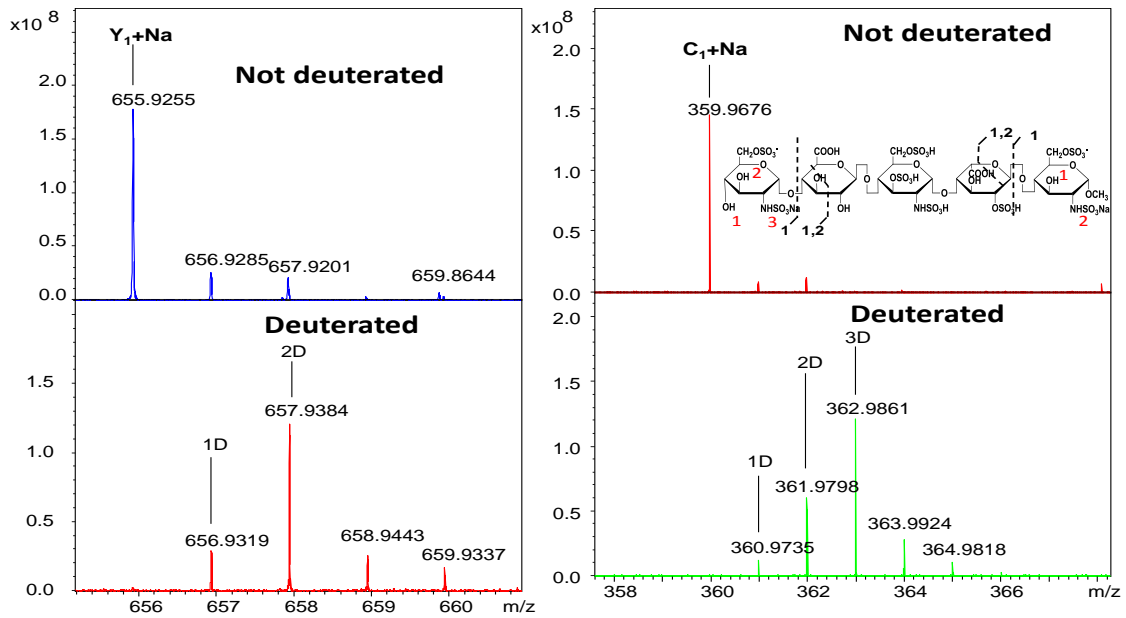 x10⁸
Y₁+Na
Not deuterated
2.0
655.9255
1.5
1.0
0.5
656.9285
657.9201
659.8644
0.0
Deuterated
2D
1.5
657.9384
1.0
1D
0.5
656.9319
658.9443
659.9337
0.0
656 657 658 659 660 m/z
x10⁸
Not deuterated
C₁+Na
2.0
1.5
359.9676
1.0
0.5
0.0
1,2 1
CH₂OSO₃⁻ COOH CH₂OSO₃H COOH CH₂OSO₃⁻
O O O O O
2 1
OH OH OSO₃H OH OH
O O O O OCH₃
OH NHSO₃Na OH NHSO₃H OSO₃H NHSO₃Na
1 3 2
1 1,2
Deuterated
2.0
3D
2D
1.5
362.9861
1.0
1D
361.9798
0.5
360.9735
363.9924
364.9818
0.0
358 360 362 364 366 m/z